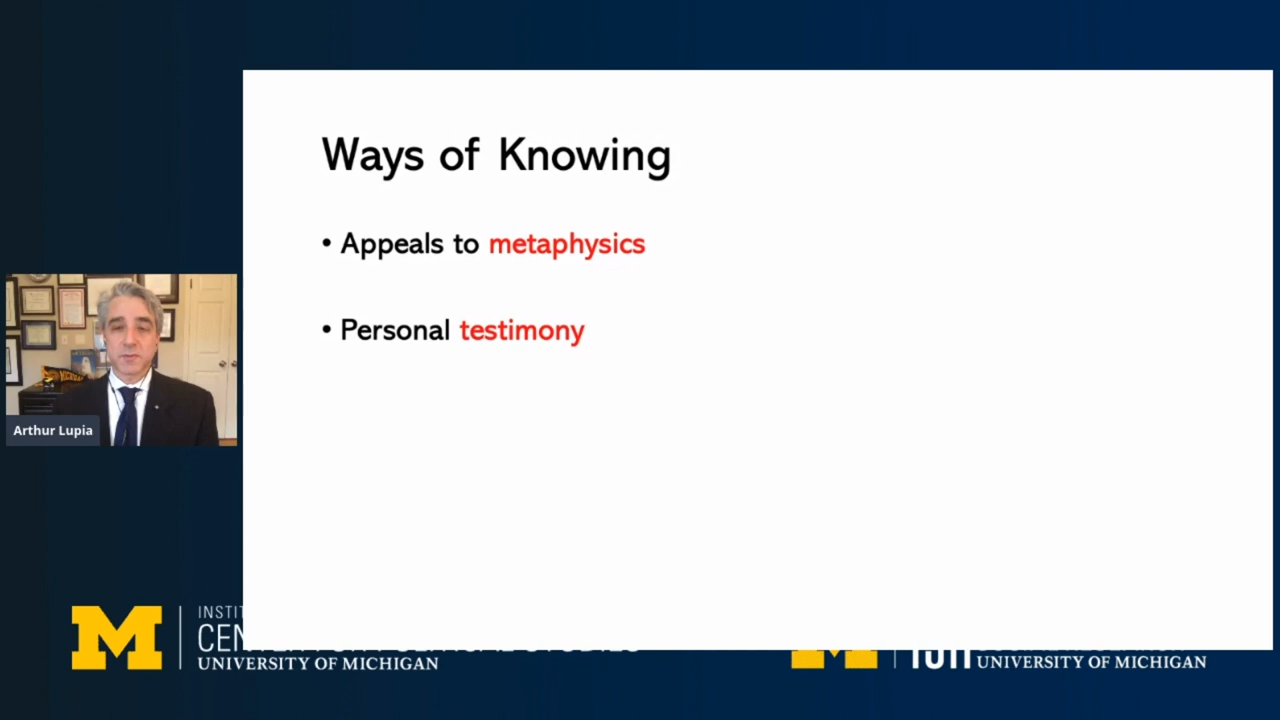 Ways of Knowing
• Appeals to metaphysics
• Personal testimony
Arthur Lupia
M
UNIVERSITY OF MICHIGAN
UNIVERSITY OF MICHIGAN